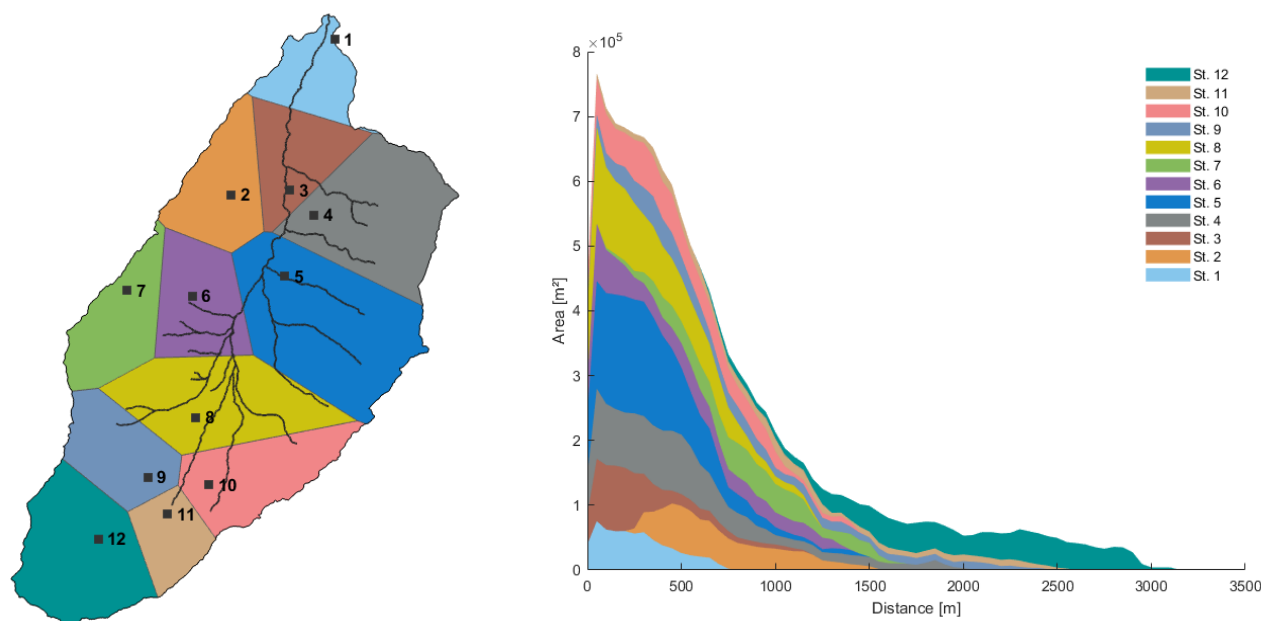 1
2
3
4
5
6
7
8
9
10
11
12
×10⁵
8
7
6
5
4
3
2
1
0
Area [m²]
0 500 1000 1500 2000 2500 3000 3500
Distance [m]
St. 12
St. 11
St. 10
St. 9
St. 8
St. 7
St. 6
St. 5
St. 4
St. 3
St. 2
St. 1